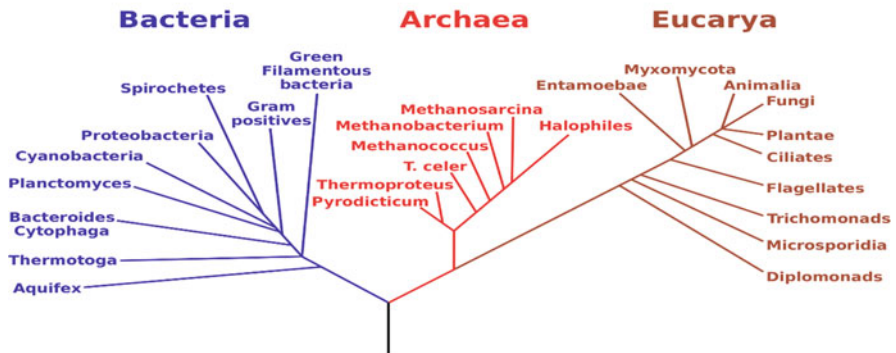 Bacteria
Archaea
Eucarya
Green
Filamentous
bacteria
Spirochetes
Gram
positives
Proteobacteria
Cyanobacteria
Planctomyces
Bacteroides
Cytophaga
Thermotoga
Aquifex
Methanosarcina
Methanobacterium
Halophiles
Methanococcus
T. celer
Thermoproteus
Pyrodicticum
Entamoebae
Myxomycota
Animalia
Fungi
Plantae
Ciliates
Flagellates
Trichomonads
Microsporidia
Diplomonads